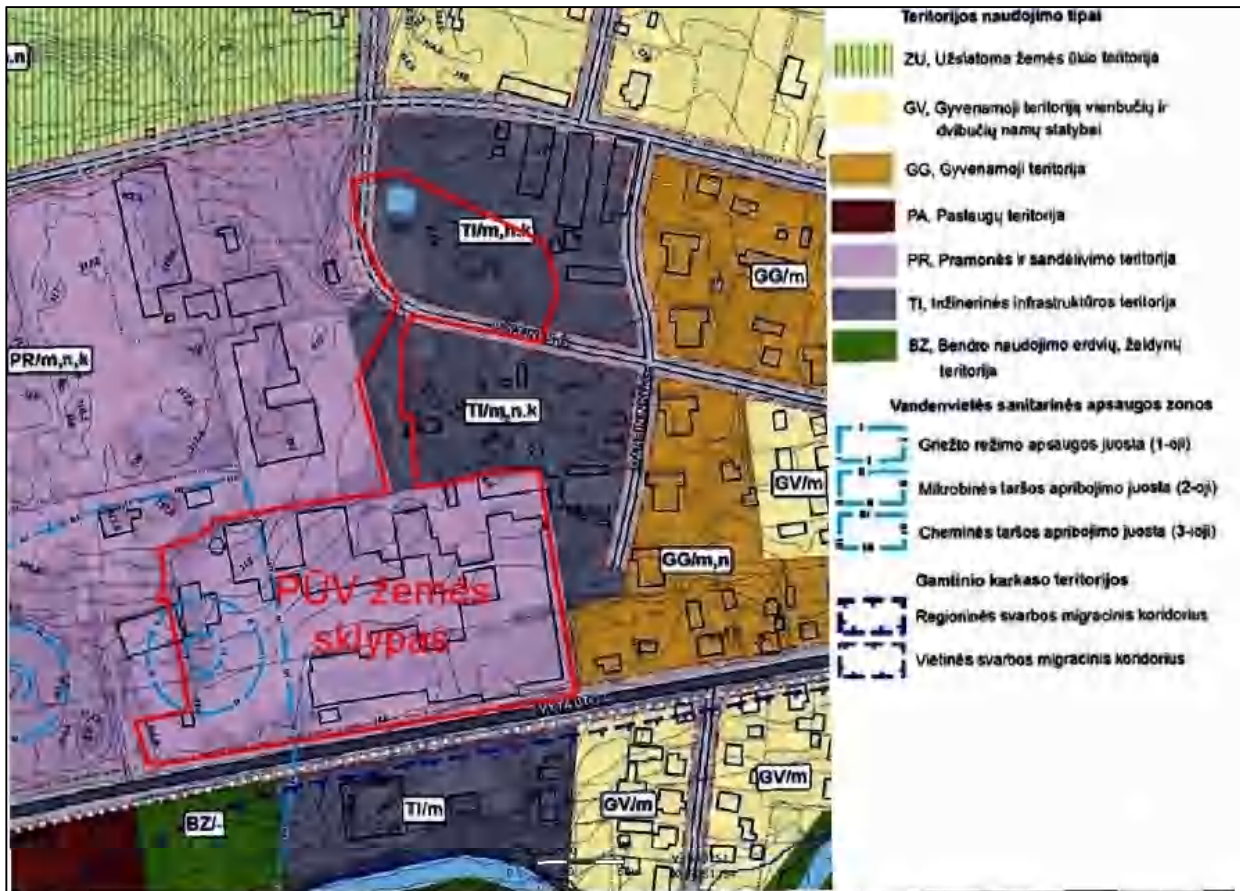 Teritorijos naudojimo tipai
ZU, Užstatoma žemės ūkio teritorija
GV, Gyvenamoji teritoriją vienbučių ir
dvibučių namų statybai
GG, Gyvenamoji teritorija
PA, Paslaugų teritorija
PR, Pramonės ir sandėliavimo teritorija
TI, Inžinerinės infrastruktūros teritorija
BZ, Bendro naudojimo erdvių, želdynų
teritorija
Vandenvietės sanitarinės apsaugos zonos
Griežto režimo apsaugos juosta (1-oji)
Mikrobinės taršos apribojimo juosta (2-oji)
Cheminės taršos apribojimo juosta (3-ioji)
Gamtinio karkaso teritorijos
Regioninės svarbos migracinis koridorius
Vietinės svarbos migracinis koridorius
TI/m,n.k
GG/m
PR/m,n,k
TI/m,n.k
GV/m
GG/m,n
PŪV žemės
sklypas
GV/m
GV/m
TI/m
BZ/-